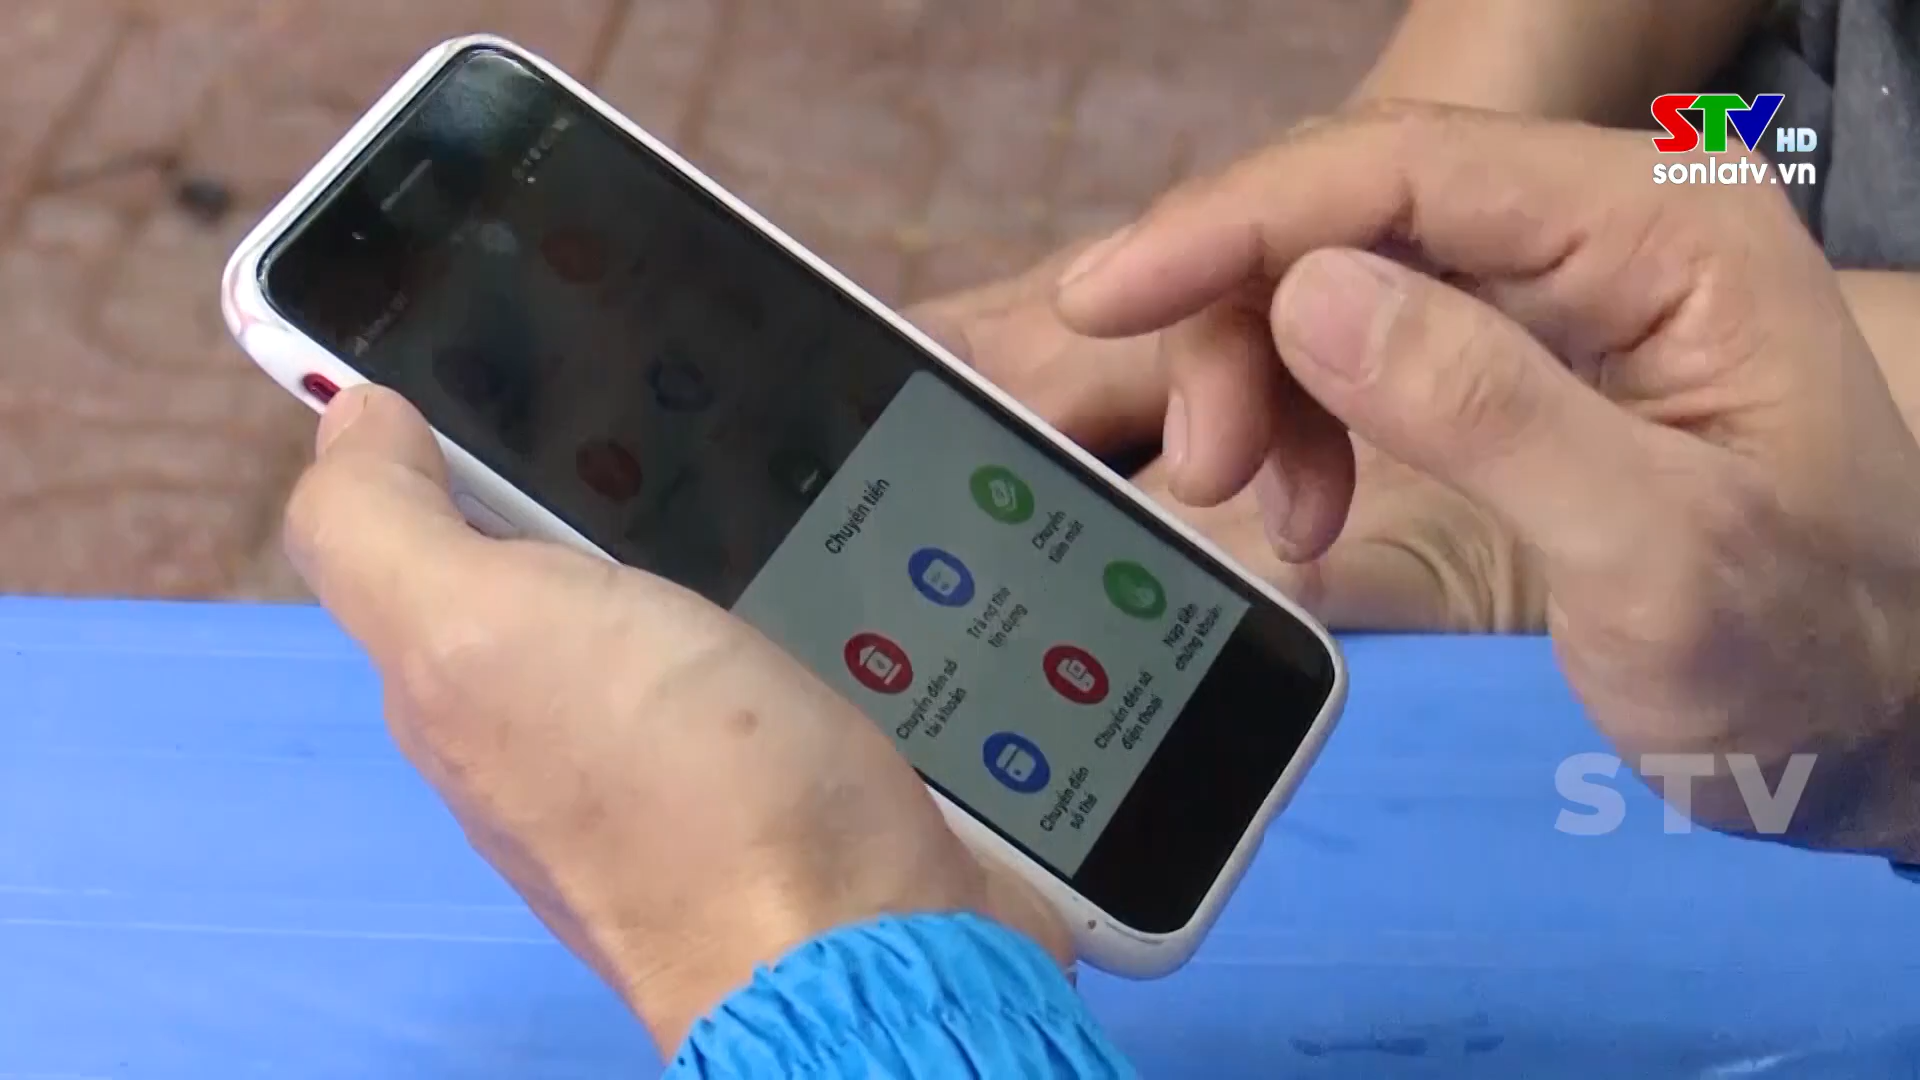 STV HD
sonlatv.vn
Chuyển tiền
Chuyển đến số
tài khoản
Trả nợ thẻ
tín dụng
Chuyển
tiền mặt
Chuyển đến
số thẻ
Chuyển đến số
điện thoại
Nạp tiền
chứng khoán
STV